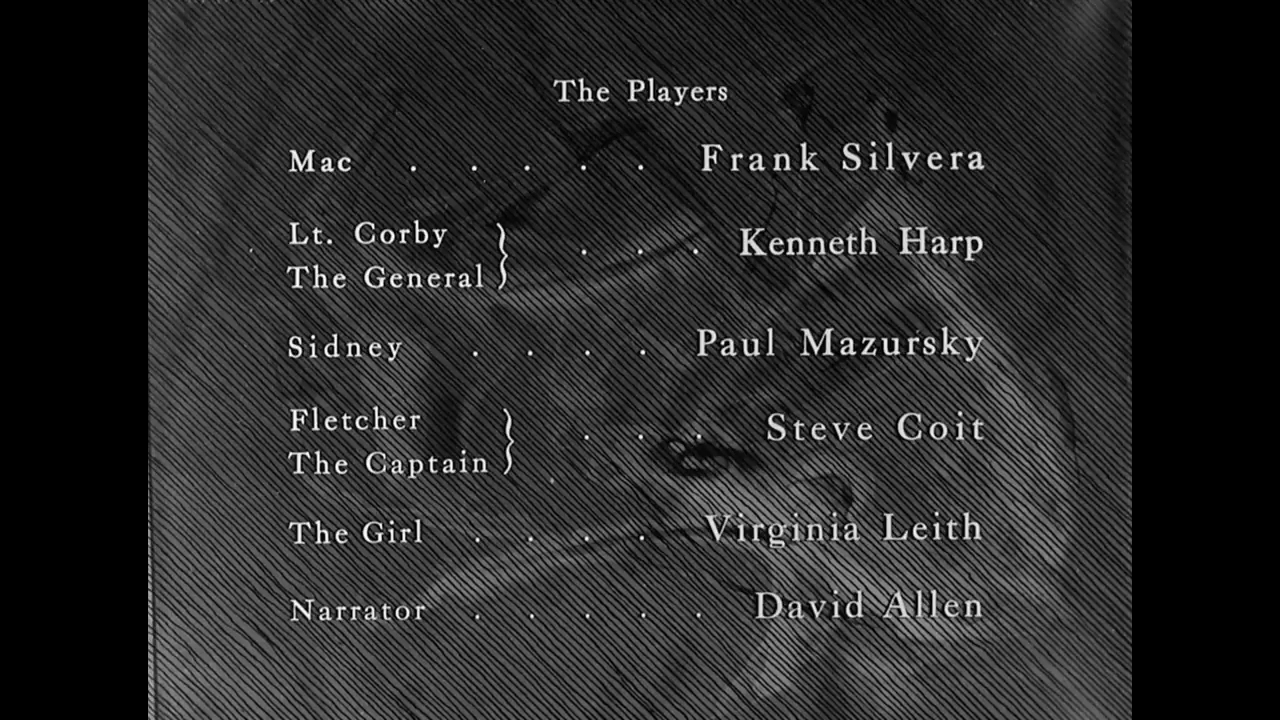 The Players
Mac . . . . . Frank Silvera
Lt. Corby
The General } . . . Kenneth Harp
Sidney . . . . Paul Mazursky
Fletcher
The Captain } . . . Steve Coit
The Girl . . . . Virginia Leith
Narrator . . . . . David Allen